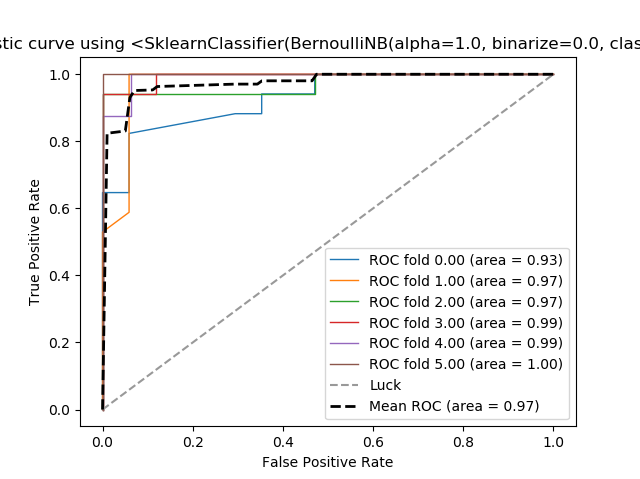 stic curve using <SklearnClassifier(BernoulliNB(alpha=1.0, binarize=0.0, clas
1.0
0.8
0.6
0.4
0.2
0.0
True Positive Rate
ROC fold 0.00 (area = 0.93)
ROC fold 1.00 (area = 0.97)
ROC fold 2.00 (area = 0.97)
ROC fold 3.00 (area = 0.99)
ROC fold 4.00 (area = 0.99)
ROC fold 5.00 (area = 1.00)
Luck
Mean ROC (area = 0.97)
0.0 0.2 0.4 0.6 0.8 1.0
False Positive Rate